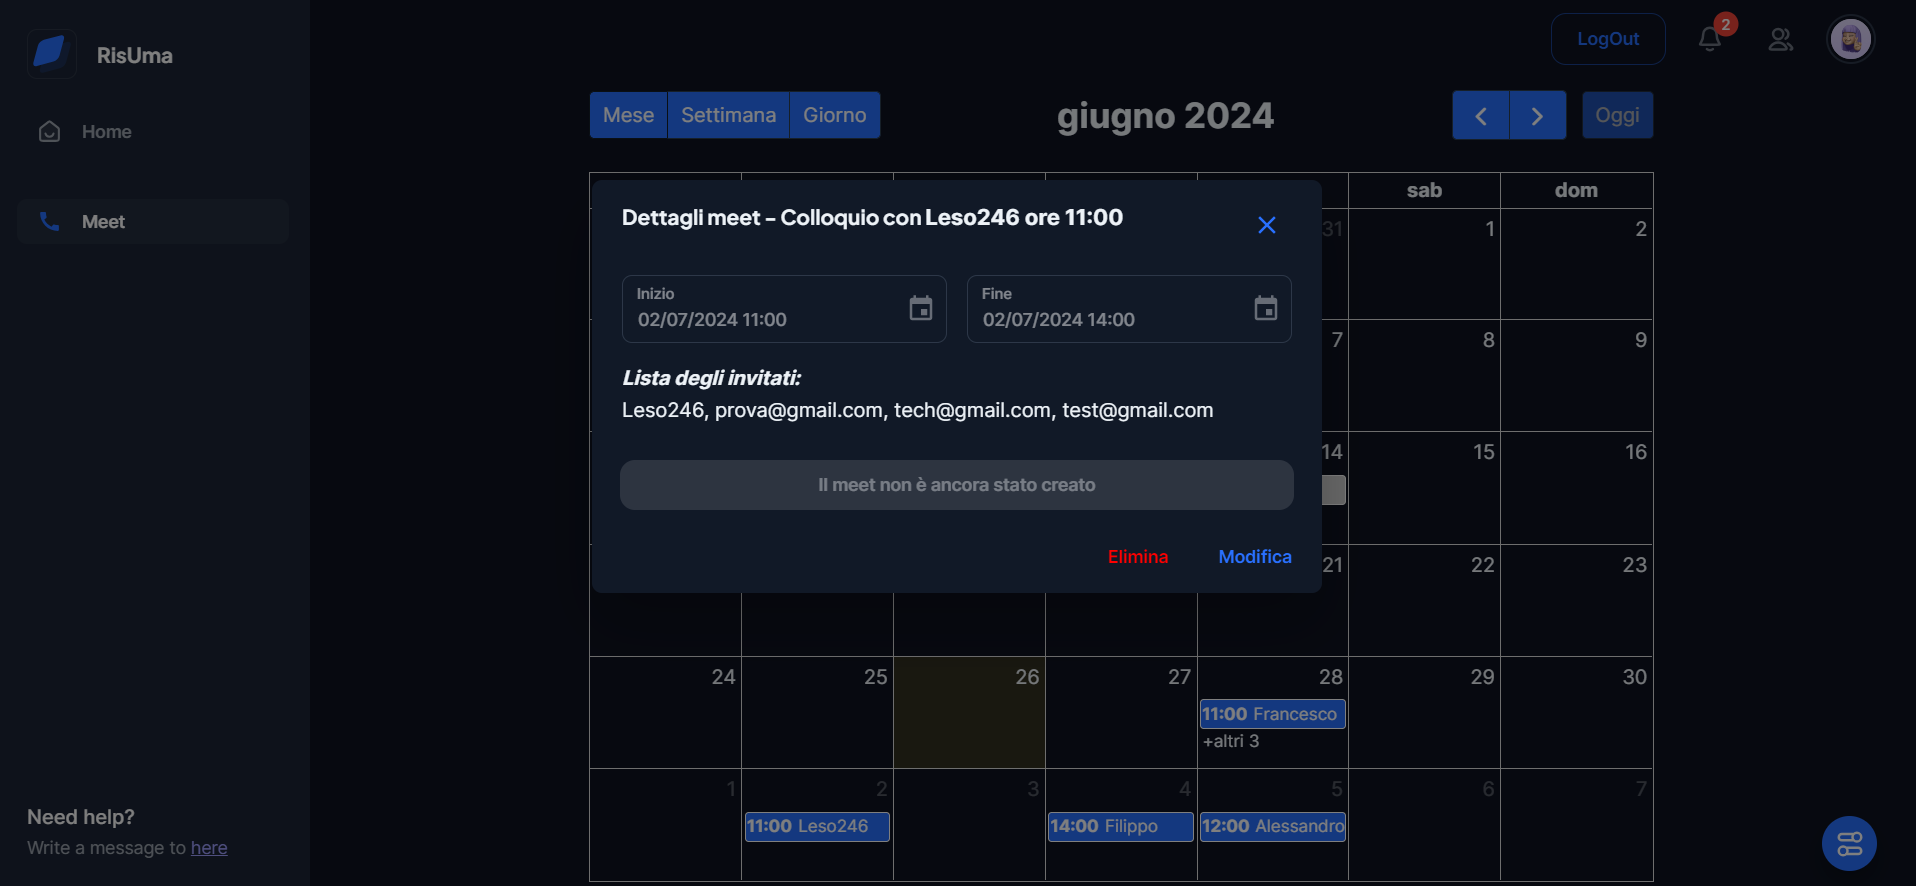 RisUma
LogOut
2
Home
Meet
Mese Settimana Giorno
giugno 2024
Oggi
sab dom
Dettagli meet - Colloquio con Leso246 ore 11:00
Inizio
02/07/2024 11:00
Fine
02/07/2024 14:00
Lista degli invitati:
Leso246, prova@gmail.com, tech@gmail.com, test@gmail.com
Il meet non è ancora stato creato
Elimina Modifica
31 1 2
7 8 9
14 15 16
21 22 23
24 25 26 27 28 29 30
11:00 Francesco
+altri 3
1 2 3 4 5 6 7
11:00 Leso246
14:00 Filippo
12:00 Alessandro
Need help?
Write a message to here